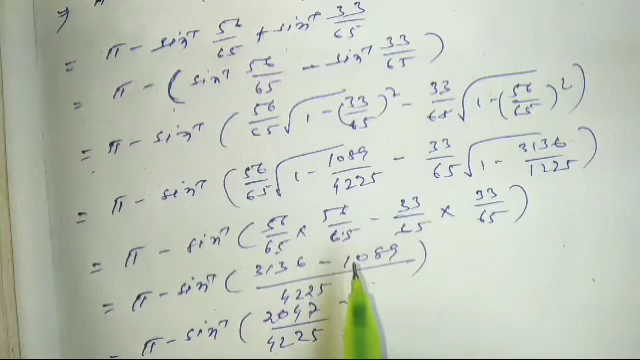 = π - sin⁻¹ 56/65 + sin⁻¹ 33/65
= π - (sin⁻¹ 56/65 - sin⁻¹ 33/65)
= π - sin⁻¹ (56/65 √(1 - (33/65)²) - 33/65 √(1 - (56/65)²))
= π - sin⁻¹ (56/65 √(1 - 1089/4225) - 33/65 √(1 - 3136/1225))
= π - sin⁻¹ (56/65 × 56/65 - 33/65 × 33/65)
= π - sin⁻¹ (3136 - 1089 / 4225)
= π - sin⁻¹ (2047/4225